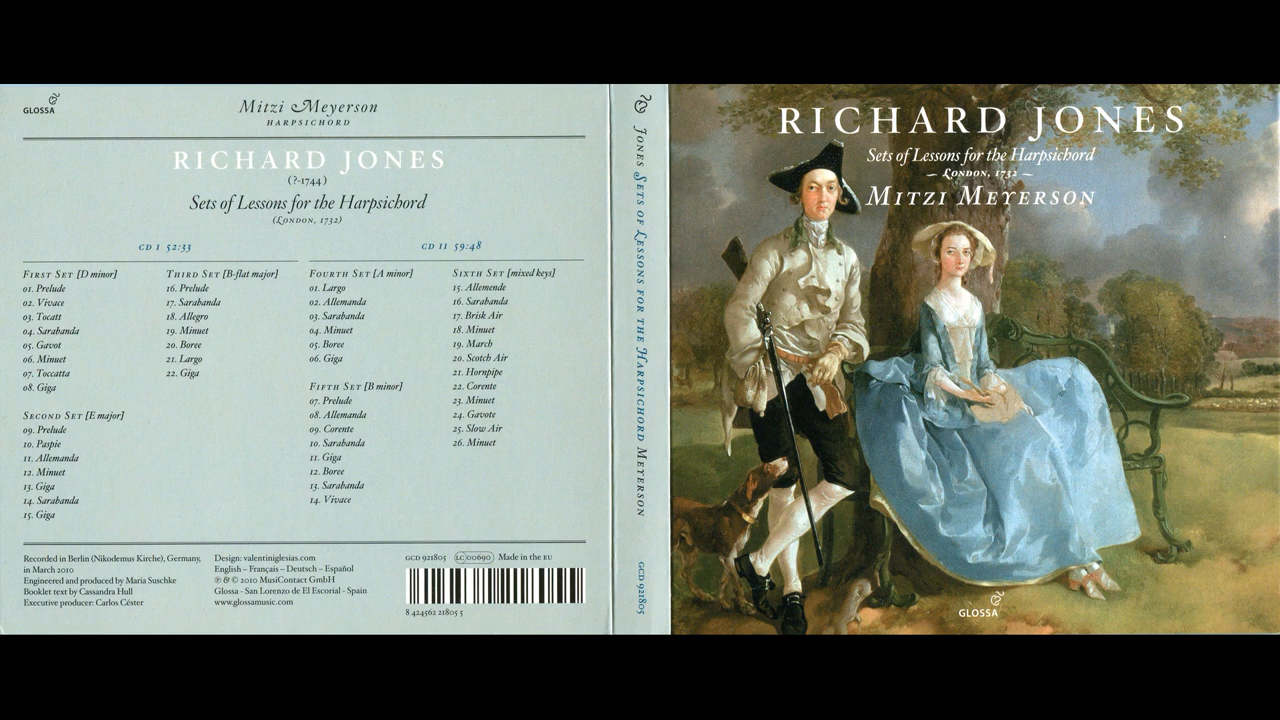 GLOSSA
Mitzi Meyerson
HARPSICHORD
RICHARD JONES
(?-1744)
Sets of Lessons for the Harpsichord
(London, 1732)
CD I 52:33
First Set [D minor]
01. Prelude
02. Vivace
03. Tocatt
04. Sarabanda
05. Gavot
06. Minuet
07. Toccatta
08. Giga
Second Set [E major]
09. Prelude
10. Paspie
11. Allemanda
12. Minuet
13. Giga
14. Sarabanda
15. Giga
Third Set [B-flat major]
16. Prelude
17. Sarabanda
18. Allegro
19. Minuet
20. Boree
21. Largo
22. Giga
CD II 59:48
Fourth Set [A minor]
01. Largo
02. Allemanda
03. Sarabanda
04. Minuet
05. Boree
06. Giga
Fifth Set [B minor]
07. Prelude
08. Allemanda
09. Corente
10. Sarabanda
11. Giga
12. Boree
13. Sarabanda
14. Vivace
Sixth Set [mixed keys]
15. Allemende
16. Sarabanda
17. Brisk Air
18. Minuet
19. March
20. Scotch Air
21. Hornpipe
22. Corente
23. Minuet
24. Gavote
25. Slow Air
26. Minuet
Recorded in Berlin (Nikodemus Kirche), Germany,
in March 2010
Engineered and produced by Maria Suschke
Booklet text by Cassandra Hull
Executive producer: Carlos Céster
Design: valentiniglesias.com
English – Français – Deutsch – Español
℗ & © 2010 MusiContact GmbH
Glossa - San Lorenzo de El Escorial - Spain
www.glossamusic.com
GCD 921805 LC 00690 Made in the EU
8 424562 21805 5
Jones Sets of Lessons for the Harpsichord Meyerson
GCD 921805
RICHARD JONES
Sets of Lessons for the Harpsichord
– London, 1732 –
Mitzi Meyerson
GLOSSA